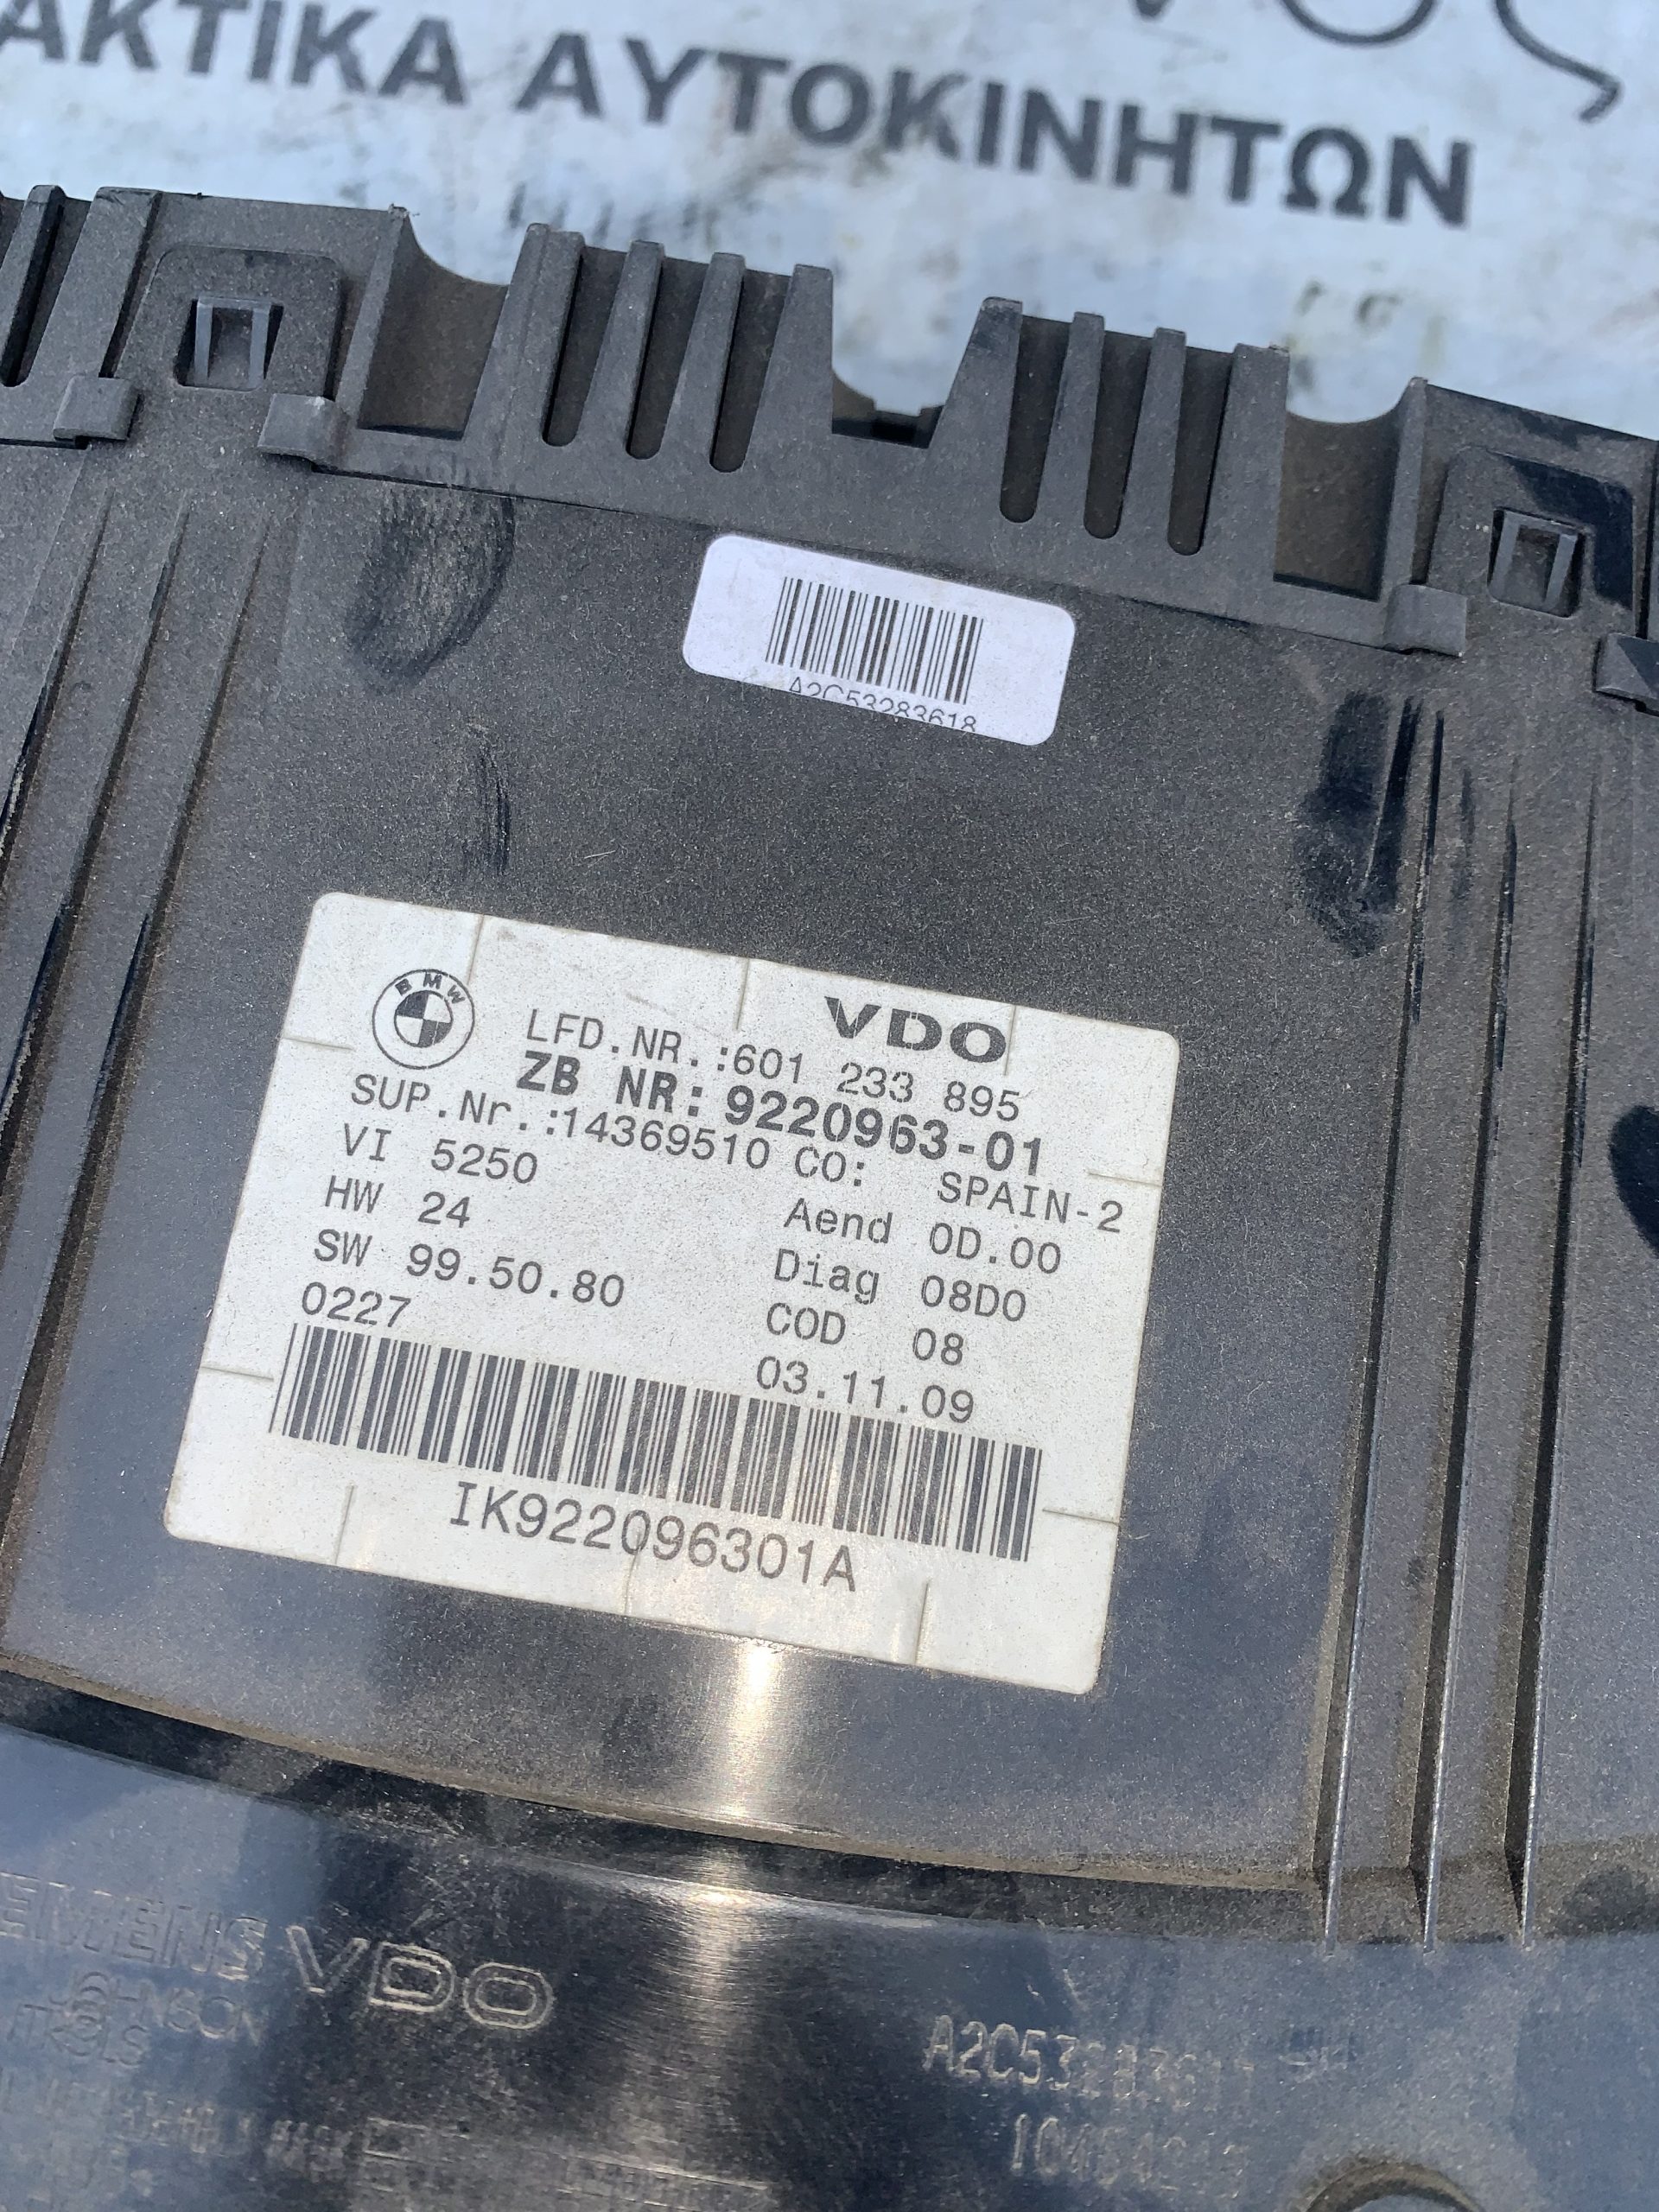 ΑΚΤΙΚΑ ΑΥΤΟΚΙΝΗΤΩΝ
A2C53283618
BMW
VDO
LFD.NR.:601 233 895
ZB NR: 9220963-01
SUP.Nr.:14369510 CO: SPAIN-2
VI 5250 Aend 0D.00
HW 24 Diag 08D0
SW 99.50.80 COD 08
0227 03.11.09
IK922096301A
EMENS VDO
JOHNSON